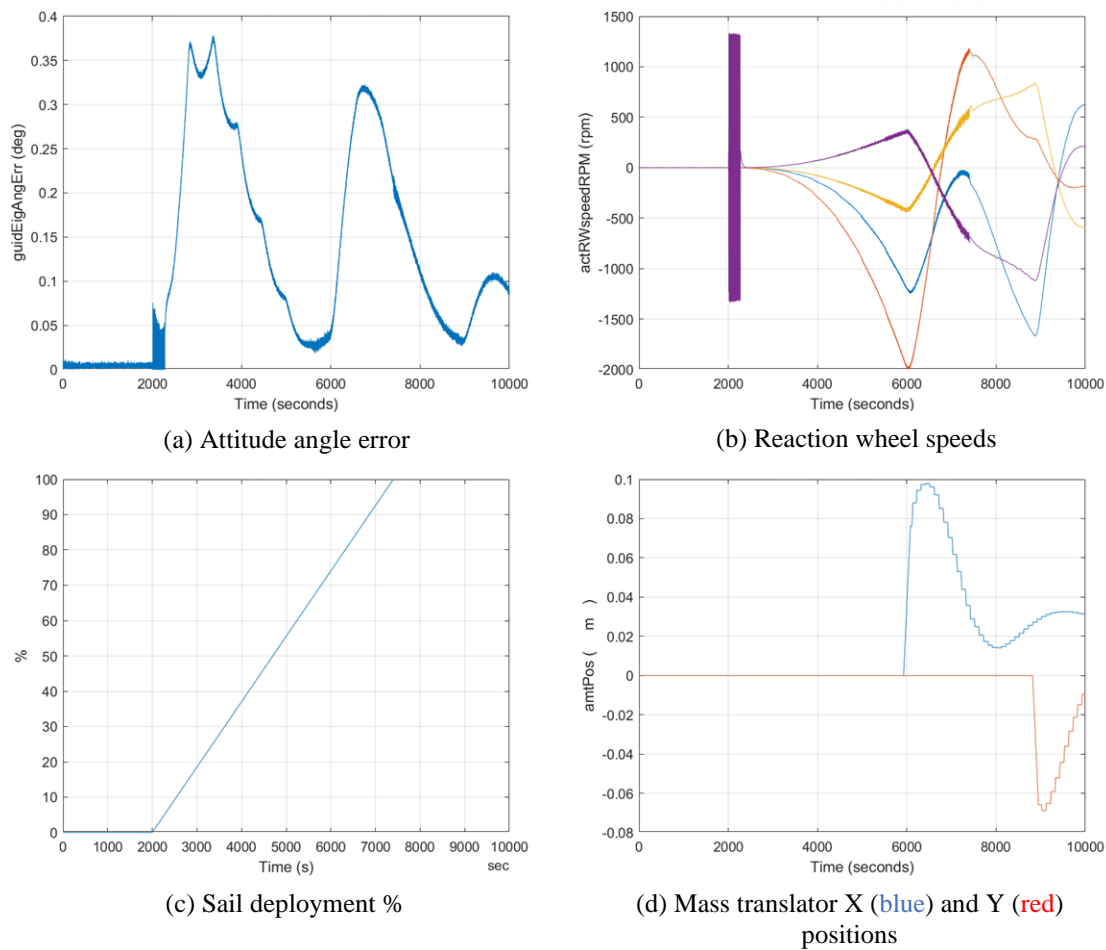 0.4
0.35
0.3
0.25
0.2
0.15
0.1
0.05
0
guidEigAngErr (deg)
0 2000 4000 6000 8000 10000
Time (seconds)
(a) Attitude angle error
1500
1000
500
0
-500
-1000
-1500
-2000
actRWspeedRPM (rpm)
0 2000 4000 6000 8000 10000
Time (seconds)
(b) Reaction wheel speeds
100
90
80
70
60
50
40
30
20
10
0
%
0 1000 2000 3000 4000 5000 6000 7000 8000 9000 10000
Time (s)
sec
(c) Sail deployment %
0.1
0.08
0.06
0.04
0.02
0
-0.02
-0.04
-0.06
-0.08
amtPos ( m )
0 2000 4000 6000 8000 10000
Time (seconds)
(d) Mass translator X (blue) and Y (red)
positions